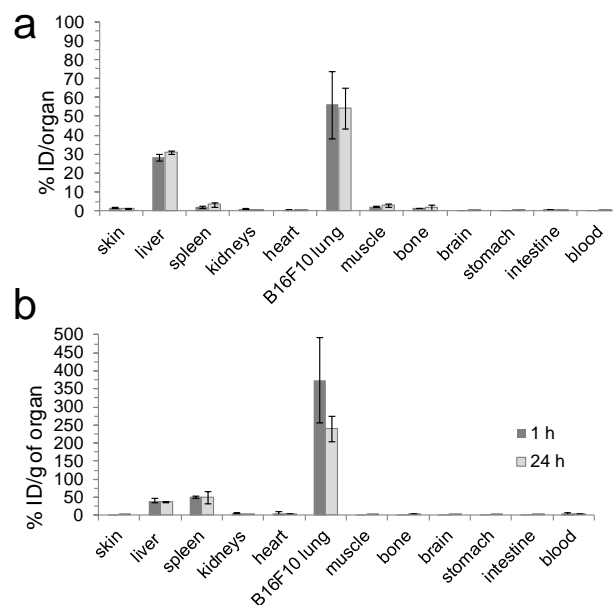 a
% ID/organ
100
90
80
70
60
50
40
30
20
10
0
skin liver spleen kidneys heart B16F10 lung muscle bone brain stomach intestine blood
b
% ID/g of organ
500
450
400
350
300
250
200
150
100
50
0
1 h
24 h
skin liver spleen kidneys heart B16F10 lung muscle bone brain stomach intestine blood